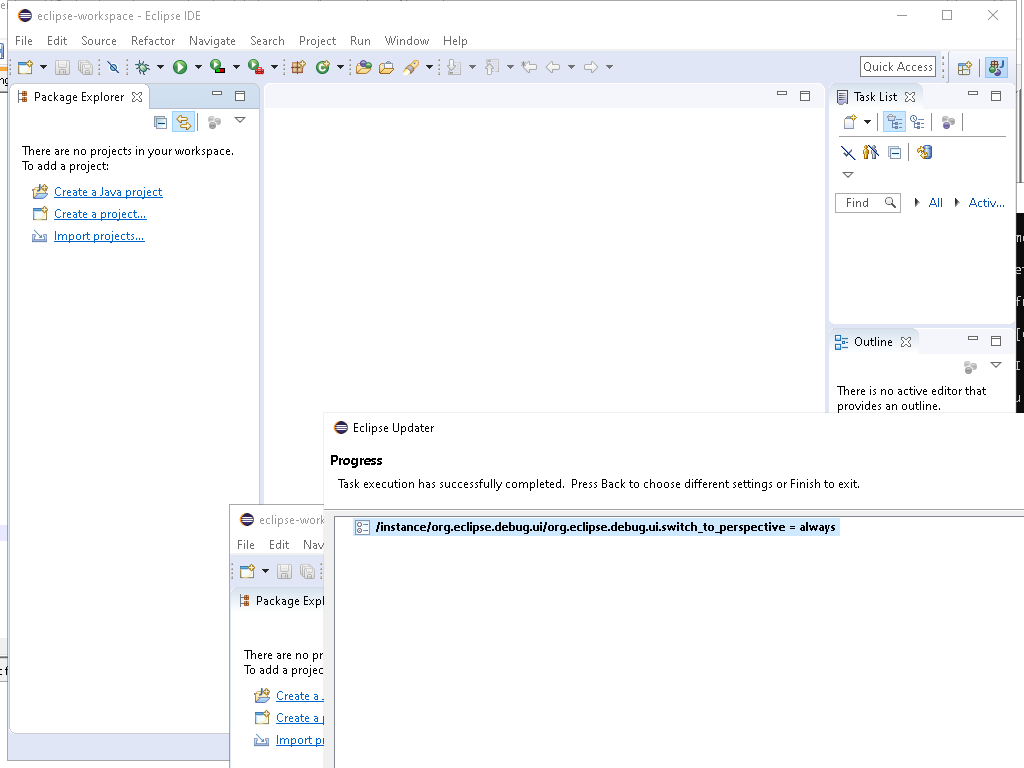 eclipse-workspace - Eclipse IDE
File Edit Source Refactor Navigate Search Project Run Window Help
Quick Access
Package Explorer
There are no projects in your workspace.
To add a project:
Create a Java project
Create a project...
Import projects...
Task List
Find All Activ...
Outline
There is no active editor that
provides an outline.
Eclipse Updater
Progress
Task execution has successfully completed. Press Back to choose different settings or Finish to exit.
/instance/org.eclipse.debug.ui/org.eclipse.debug.ui.switch_to_perspective = always
eclipse-work
File Edit Nav
Package Expl
There are no pr
To add a projec
Create a
Create a p
Import pr